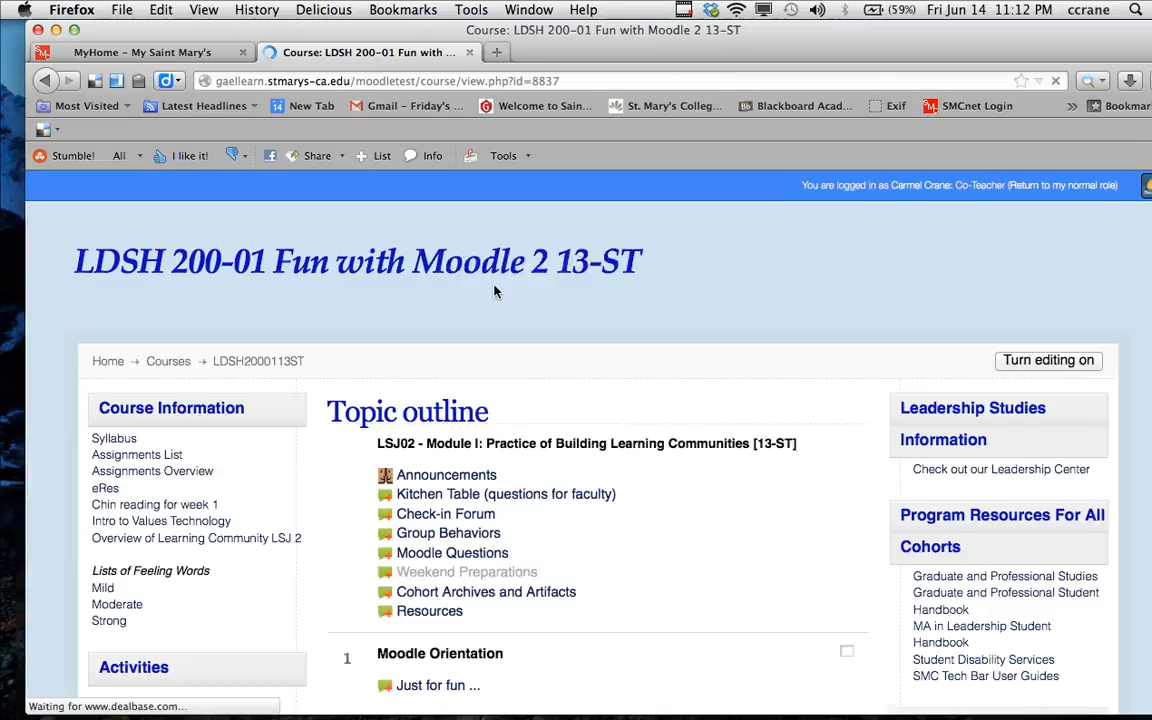 Firefox File Edit View History Delicious Bookmarks Tools Window Help (59%) Fri Jun 14 11:12 PM ccrane
Course: LDSH 200-01 Fun with Moodle 2 13-ST
MyHome – My Saint Mary's × Course: LDSH 200-01 Fun with ... × +
gaellearn.stmarys-ca.edu/moodletest/course/view.php?id=8837
Most Visited Latest Headlines New Tab Gmail – Friday's ... Welcome to Sain... St. Mary's Colleg... Blackboard Acad... Exif SMCnet Login » Bookmar
Stumble! All I like it! Share List Info Tools
You are logged in as Carmel Crane: Co-Teacher (Return to my normal role)
LDSH 200-01 Fun with Moodle 2 13-ST
Home → Courses → LDSH2000113ST
Turn editing on
Course Information
Syllabus
Assignments List
Assignments Overview
eRes
Chin reading for week 1
Intro to Values Technology
Overview of Learning Community LSJ 2
Lists of Feeling Words
Mild
Moderate
Strong
Activities
Topic outline
LSJ02 - Module I: Practice of Building Learning Communities [13-ST]
Announcements
Kitchen Table (questions for faculty)
Check-in Forum
Group Behaviors
Moodle Questions
Weekend Preparations
Cohort Archives and Artifacts
Resources
1 Moodle Orientation
Just for fun ...
Leadership Studies
Information
Check out our Leadership Center
Program Resources For All
Cohorts
Graduate and Professional Studies
Graduate and Professional Student
Handbook
MA in Leadership Student
Handbook
Student Disability Services
SMC Tech Bar User Guides
Waiting for www.dealbase.com...